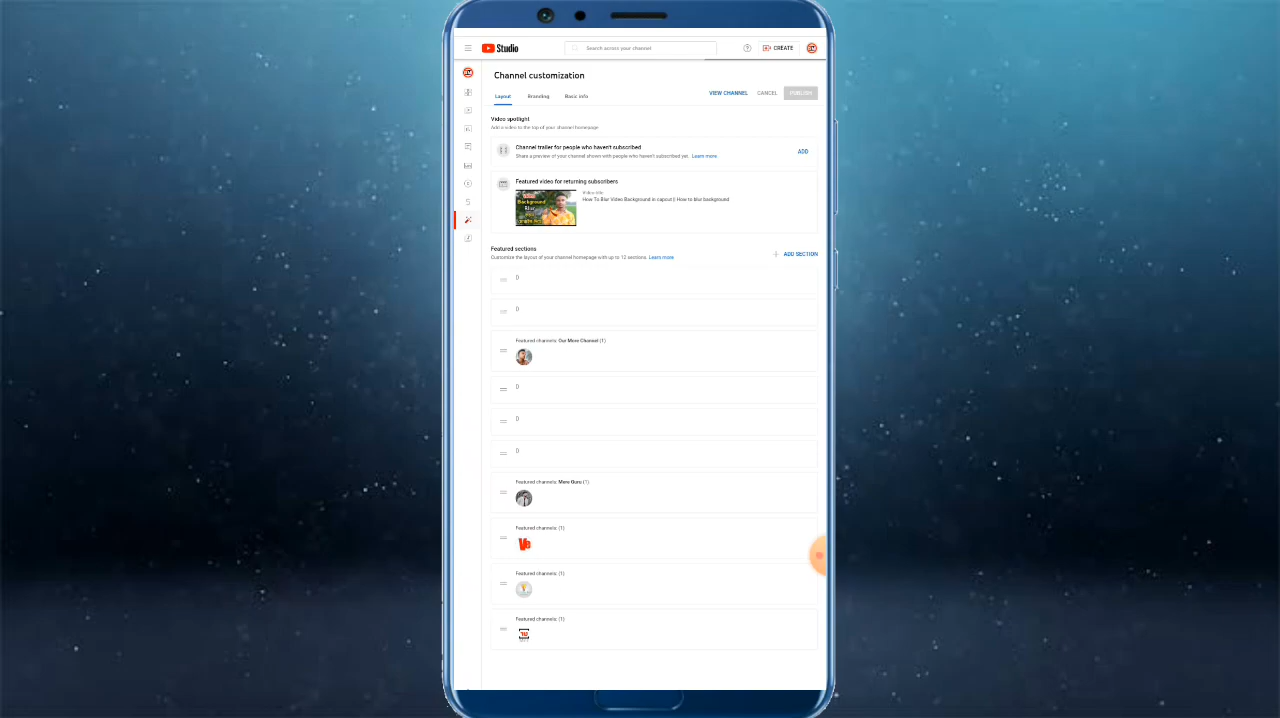 Studio
Search across your channel
CREATE
Channel customization
Layout Branding Basic info
VIEW CHANNEL CANCEL PUBLISH
Video spotlight
Add a video to the top of your channel homepage
Channel trailer for people who haven't subscribed
Share a preview of your channel shown with people who haven't subscribed yet. Learn more
ADD
Featured video for returning subscribers
Background
Blur
Video title
How To Blur Video Background in capcut || How to blur background
Featured sections
Customize the layout of your channel homepage with up to 12 sections. Learn more
ADD SECTION
0
0
Featured channels: Our More Channel (1)
0
0
0
Featured channels: More Guru (1)
Featured channels: (1)
Featured channels: (1)
Featured channels: (1)